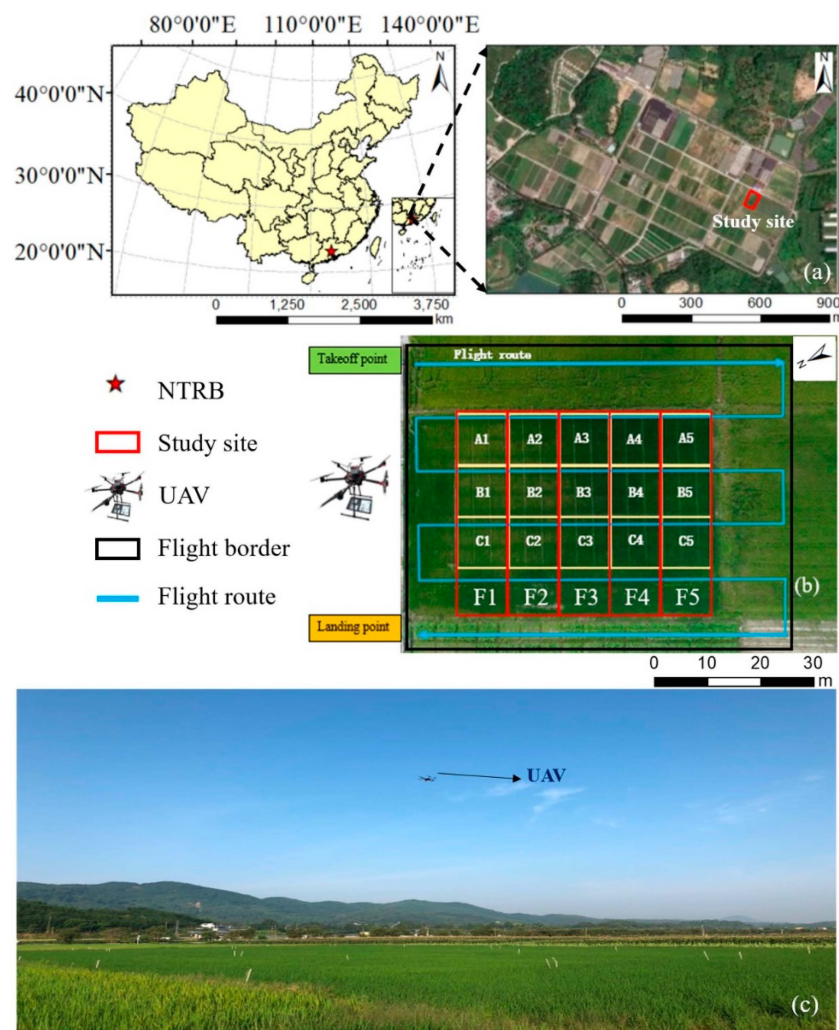 80°0'0"E 110°0'0"E 140°0'0"E
40°0'0"N
30°0'0"N
20°0'0"N
N
N
Study site
(a)
0 1,250 2,500 3,750
km
0 300 600 900
m
Takeoff point
Flight route
N
NTRB
Study site
UAV
Flight border
Flight route
A1 A2 A3 A4 A5
B1 B2 B3 B4 B5
C1 C2 C3 C4 C5
F1 F2 F3 F4 F5
(b)
Landing point
0 10 20 30
m
UAV
(c)